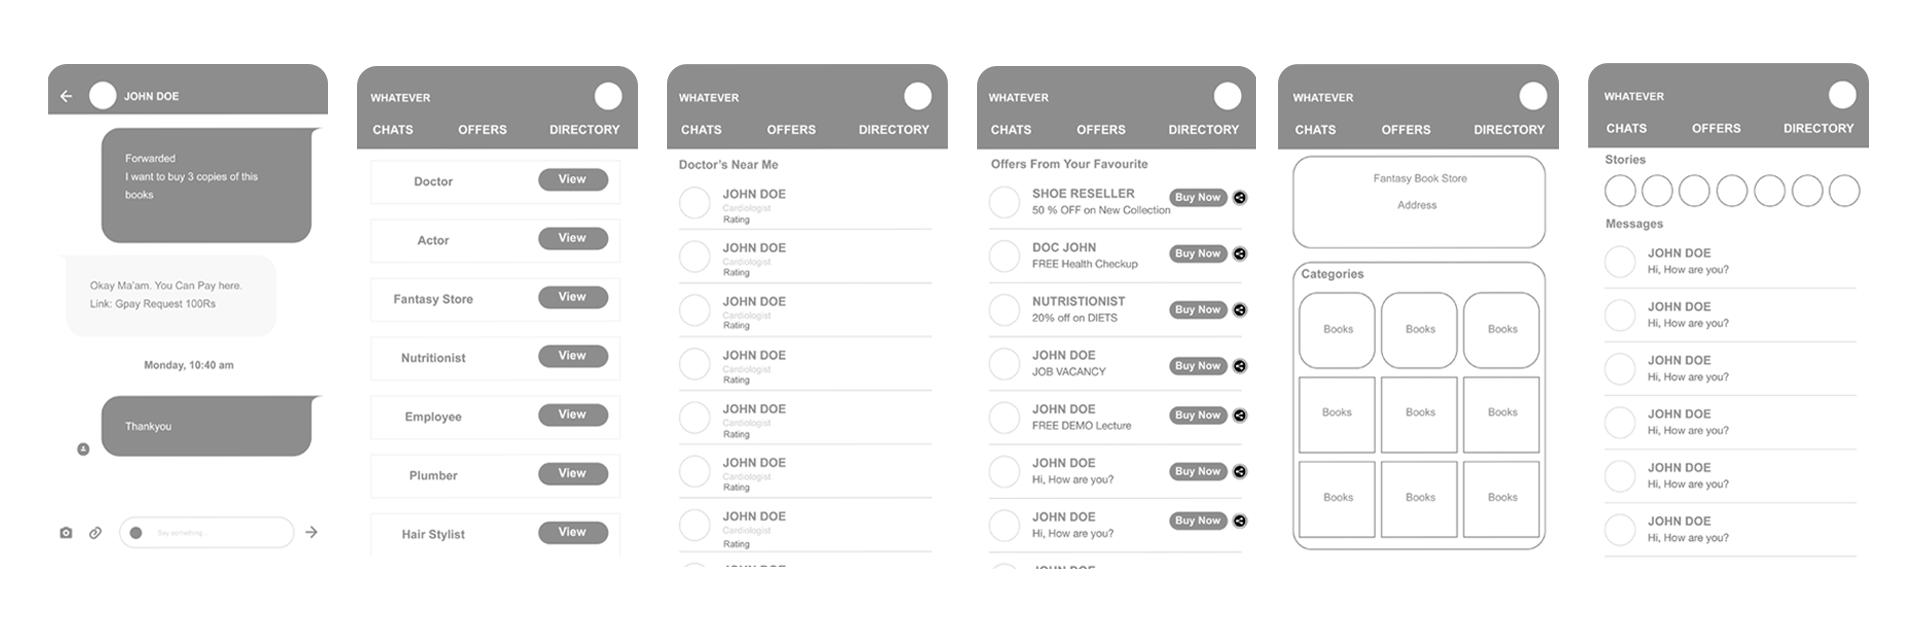 JOHN DOE
Forwarded
I want to buy 3 copies of this
books
Okay Ma'am. You Can Pay here.
Link: Gpay Request 100Rs
Monday, 10:40 am
Thankyou
Say something...
WHATEVER
CHATS OFFERS DIRECTORY
Doctor View
Actor View
Fantasy Store View
Nutritionist View
Employee View
Plumber View
Hair Stylist View
WHATEVER
CHATS OFFERS DIRECTORY
Doctor's Near Me
JOHN DOE
Cardiologist
Rating
JOHN DOE
Cardiologist
Rating
JOHN DOE
Cardiologist
Rating
JOHN DOE
Cardiologist
Rating
JOHN DOE
Cardiologist
Rating
JOHN DOE
Cardiologist
Rating
JOHN DOE
Cardiologist
Rating
WHATEVER
CHATS OFFERS DIRECTORY
Offers From Your Favourite
SHOE RESELLER
50 % OFF on New Collection
Buy Now
DOC JOHN
FREE Health Checkup
Buy Now
NUTRISTIONIST
20% off on DIETS
Buy Now
JOHN DOE
JOB VACANCY
Buy Now
JOHN DOE
FREE DEMO Lecture
Buy Now
JOHN DOE
Hi, How are you?
Buy Now
JOHN DOE
Hi, How are you?
Buy Now
WHATEVER
CHATS OFFERS DIRECTORY
Fantasy Book Store
Address
Categories
Books Books Books
Books Books Books
Books Books Books
WHATEVER
CHATS OFFERS DIRECTORY
Stories
Messages
JOHN DOE
Hi, How are you?
JOHN DOE
Hi, How are you?
JOHN DOE
Hi, How are you?
JOHN DOE
Hi, How are you?
JOHN DOE
Hi, How are you?
JOHN DOE
Hi, How are you?